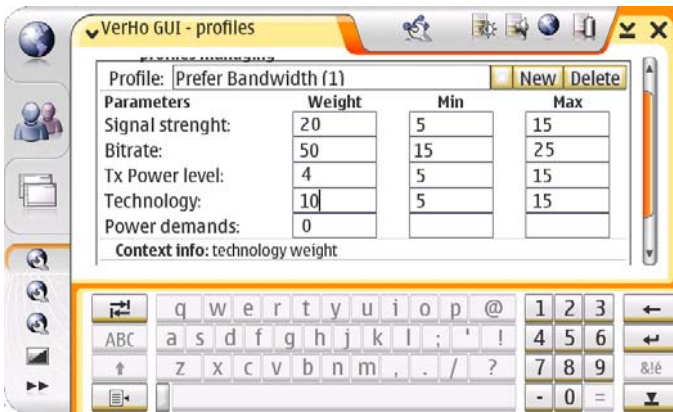 VerHo GUI - profiles
profiles managing
Profile: Prefer Bandwidth (1) New Delete
Parameters Weight Min Max
Signal strenght: 20 5 15
Bitrate: 50 15 25
Tx Power level: 4 5 15
Technology: 10 5 15
Power demands: 0
Context info: technology weight
q w e r t y u i o p @ 1 2 3
ABC a s d f g h j k l ; ' ! 4 5 6
z x c v b n m , . / ? 7 8 9 &!é
- 0 =